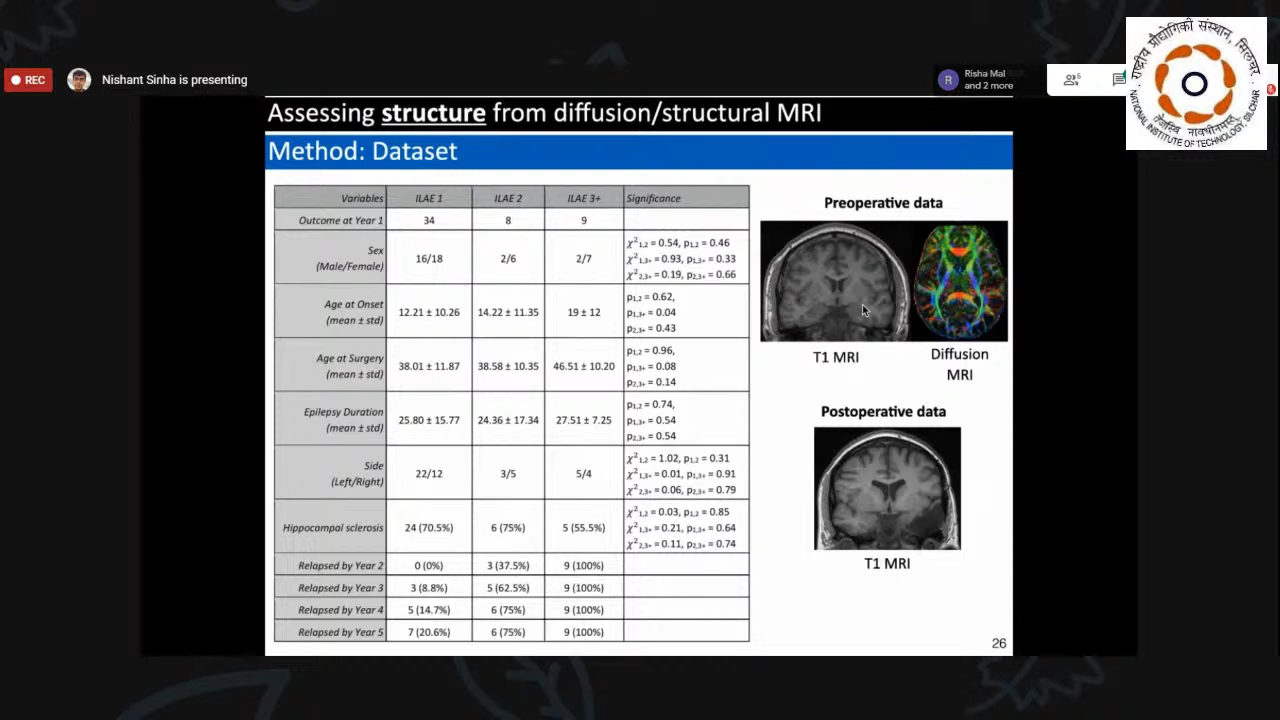 REC
Nishant Sinha is presenting
R
Risha Mal
and 2 more
6
राष्ट्रीय प्रौद्योगिकी संस्थान, सिलचर
NATIONAL INSTITUTE OF TECHNOLOGY, SILCHAR
Assessing structure from diffusion/structural MRI
Method: Dataset
Variables ILAE 1 ILAE 2 ILAE 3+ Significance
Outcome at Year 1 34 8 9
Sex
(Male/Female) 16/18 2/6 2/7
χ²1,2 = 0.54, p1,2 = 0.46
χ²1,3+ = 0.93, p1,3+ = 0.33
χ²2,3+ = 0.19, p2,3+ = 0.66
Age at Onset
(mean ± std) 12.21 ± 10.26 14.22 ± 11.35 19 ± 12
p1,2 = 0.62,
p1,3+ = 0.04
p2,3+ = 0.43
Age at Surgery
(mean ± std) 38.01 ± 11.87 38.58 ± 10.35 46.51 ± 10.20
p1,2 = 0.96,
p1,3+ = 0.08
p2,3+ = 0.14
Epilepsy Duration
(mean ± std) 25.80 ± 15.77 24.36 ± 17.34 27.51 ± 7.25
p1,2 = 0.74,
p1,3+ = 0.54
p2,3+ = 0.54
Side
(Left/Right) 22/12 3/5 5/4
χ²1,2 = 1.02, p1,2 = 0.31
χ²1,3+ = 0.01, p1,3+ = 0.91
χ²2,3+ = 0.06, p2,3+ = 0.79
Hippocampal sclerosis 24 (70.5%) 6 (75%) 5 (55.5%)
χ²1,2 = 0.03, p1,2 = 0.85
χ²1,3+ = 0.21, p1,3+ = 0.64
χ²2,3+ = 0.11, p2,3+ = 0.74
Relapsed by Year 2 0 (0%) 3 (37.5%) 9 (100%)
Relapsed by Year 3 3 (8.8%) 5 (62.5%) 9 (100%)
Relapsed by Year 4 5 (14.7%) 6 (75%) 9 (100%)
Relapsed by Year 5 7 (20.6%) 6 (75%) 9 (100%)
Preoperative data
T1 MRI
Diffusion
MRI
Postoperative data
T1 MRI
26